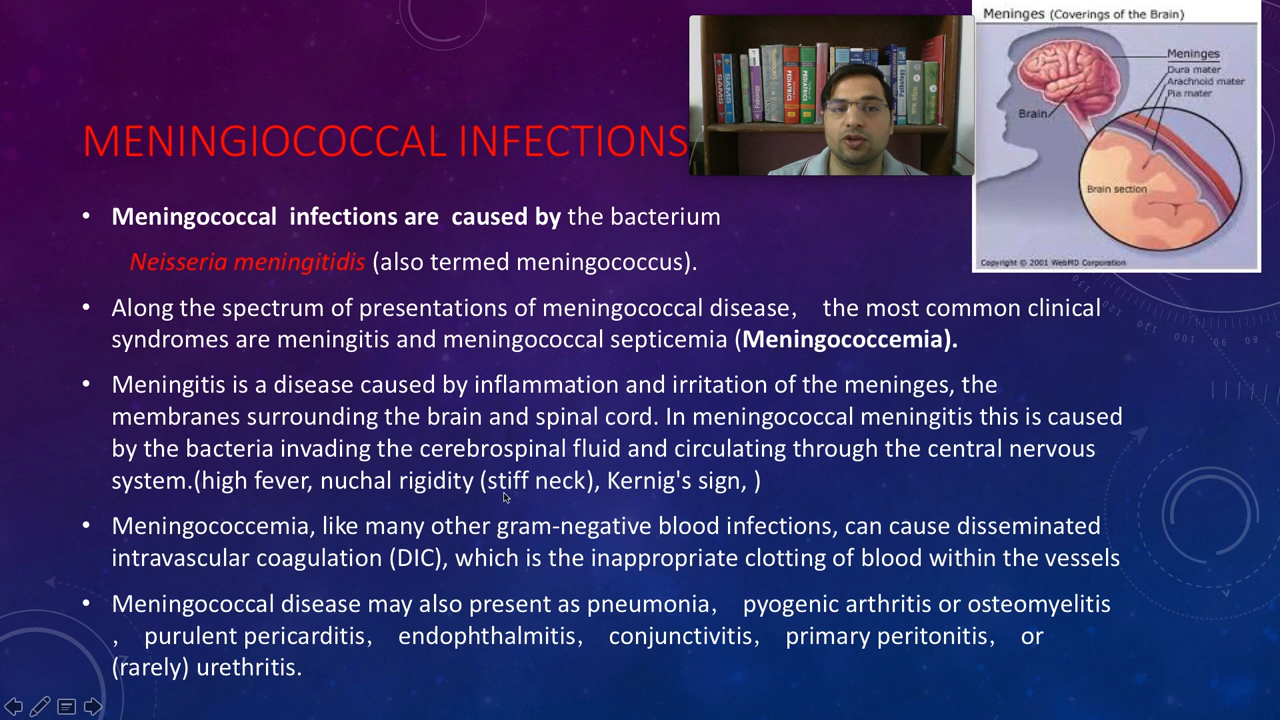 Meninges (Coverings of the Brain)
Meninges
Dura mater
Arachnoid mater
Pia mater
Brain
Brain section
Copyright © 2001 WebMD Corporation
PEDIATRICS
MENINGIOCOCCAL INFECTIONS
• Meningococcal infections are caused by the bacterium
Neisseria meningitidis (also termed meningococcus).
• Along the spectrum of presentations of meningococcal disease， the most common clinical
syndromes are meningitis and meningococcal septicemia (Meningococcemia).
• Meningitis is a disease caused by inflammation and irritation of the meninges, the
membranes surrounding the brain and spinal cord. In meningococcal meningitis this is caused
by the bacteria invading the cerebrospinal fluid and circulating through the central nervous
system.(high fever, nuchal rigidity (stiff neck), Kernig's sign, )
• Meningococcemia, like many other gram-negative blood infections, can cause disseminated
intravascular coagulation (DIC), which is the inappropriate clotting of blood within the vessels
• Meningococcal disease may also present as pneumonia， pyogenic arthritis or osteomyelitis
， purulent pericarditis， endophthalmitis， conjunctivitis， primary peritonitis， or
(rarely) urethritis.